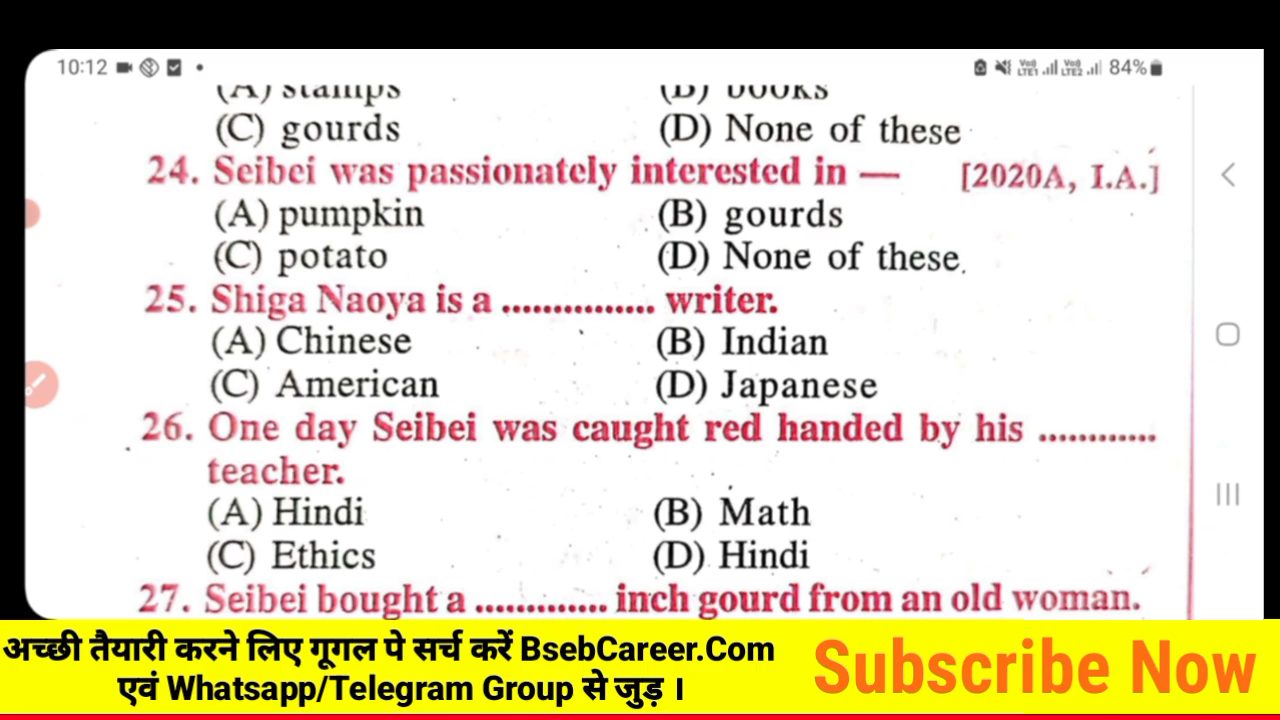 10:12 84%
(A) stamps (B) books
(C) gourds (D) None of these
24. Seibei was passionately interested in — [2020A, I.A.]
(A) pumpkin (B) gourds
(C) potato (D) None of these.
25. Shiga Naoya is a ............... writer.
(A) Chinese (B) Indian
(C) American (D) Japanese
26. One day Seibei was caught red handed by his ............
teacher.
(A) Hindi (B) Math
(C) Ethics (D) Hindi
27. Seibei bought a ............. inch gourd from an old woman.
अच्छी तैयारी करने लिए गूगल पे सर्च करें BsebCareer.Com
एवं Whatsapp/Telegram Group से जुड़ ।
Subscribe Now